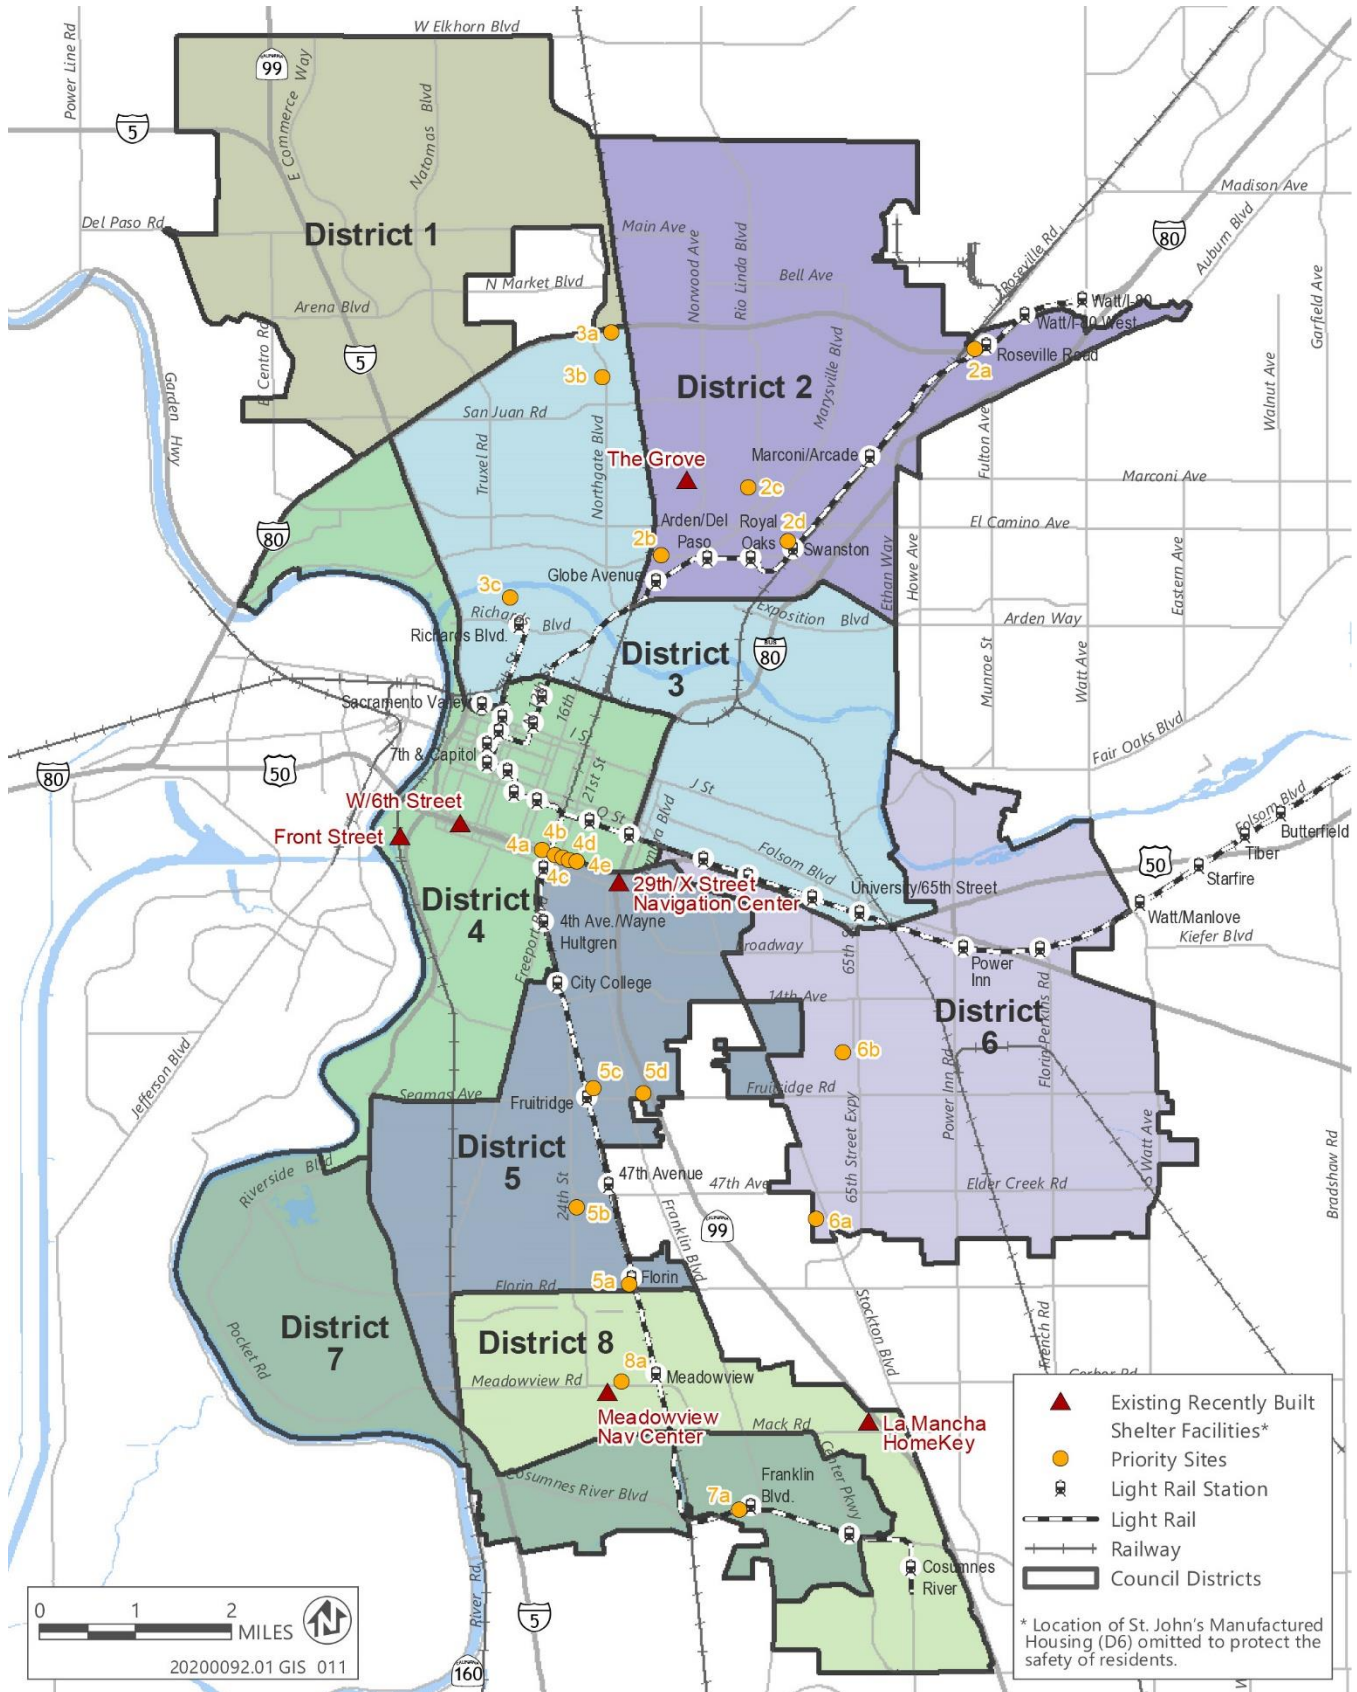 W Elkhorn Blvd
Power Line Rd
CALIFORNIA
99
E Commerce Way
Natomas Blvd
5
Madison Ave
80
Auburn Blvd
Roseville Rd
Del Paso Rd
District 1
Main Ave
Norwood Ave
Rio Linda Blvd
Bell Ave
N Market Blvd
Arena Blvd
El Centro Rd
5
Garfield Ave
Watt/I-80
Watt/I-80 West
Roseville Road
2a
3a
3b
District 2
Marysville Blvd
Garden Hwy
San Juan Rd
Truxel Rd
Northgate Blvd
Fulton Ave
Walnut Ave
The Grove
Marconi/Arcade
2c
Marconi Ave
80
Arden/Del
Paso
Royal
Oaks
2d
Swanston
El Camino Ave
2b
Globe Avenue
Ethan Way
Howe Ave
Eastern Ave
3c
Richards
Blvd
Richards Blvd.
Exposition Blvd
Arden Way
District
3
BUS
80
Munroe St
Watt Ave
7th St
12th St
16th
Sacramento Valley
I St
Fair Oaks Blvd
7th & Capitol
80
50
21st St
J St
Q St
W/6th Street
Front Street
Folsom Blvd
Folsom Blvd
Butterfield
Tiber
50
Starfire
4a
4b
4d
4e
4c
29th/X Street
Navigation Center
University/65th Street
Watt/Manlove
Kiefer Blvd
District
4
4th Ave./Wayne
Hultgren
Freeport Blvd
65th St
Power
Inn
City College
14th Ave
District
6
Florin Perkins Rd
6b
Jefferson Blvd
Seamas Ave
5c
5d
Fruitridge
Fruitridge Rd
Power Inn Rd
65th Street Expy
S Watt Ave
Bradshaw Rd
District
5
Riverside Blvd
47th Avenue
47th Ave
Elder Creek Rd
24th St
5b
Franklin Blvd
CALIFORNIA
99
6a
Florin Rd
5a
Florin
Stockton Blvd
French Rd
Pocket Rd
District
7
District 8
8a
Meadowview Rd
Meadowview
Gerber Rd
Meadowview
Nav Center
Mack Rd
La Mancha
HomeKey
Center Pkwy
Cosumnes River Blvd
Franklin
Blvd.
7a
Cosumnes
River
River Rd
5
CALIFORNIA
160
Existing Recently Built
Shelter Facilities*
Priority Sites
Light Rail Station
Light Rail
Railway
Council Districts
* Location of St. John's Manufactured
Housing (D6) omitted to protect the
safety of residents.
0 1 2
MILES
N
20200092.01 GIS 011